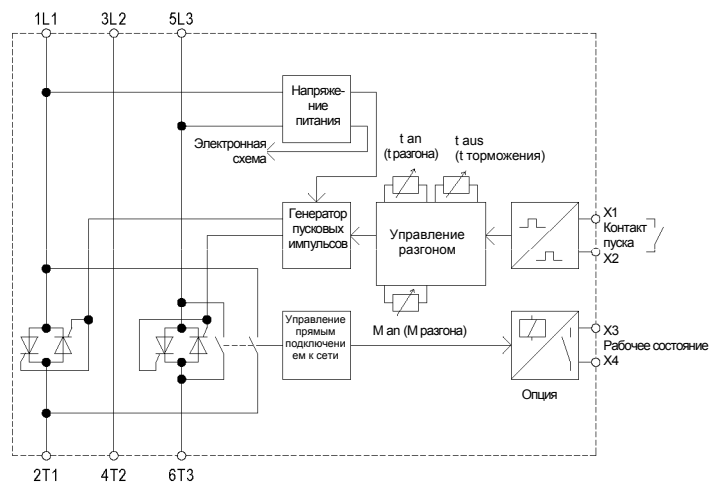 1L1 3L2 5L3
Напряже-
ние
питания
Электронная
схема
t an
(t разгона)
t aus
(t торможения)
Генератор
пусковых
импульсов
Управление
разгоном
X1
Контакт
пуска
X2
M an (M разгона)
Управление
прямым
подключени
ем к сети
X3
Рабочее состояние
X4
Опция
2T1 4T2 6T3